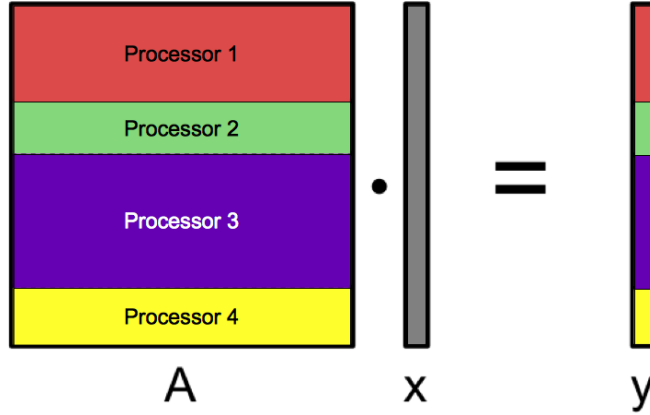 Processor 1
Processor 2
Processor 3
Processor 4
• =
A x y